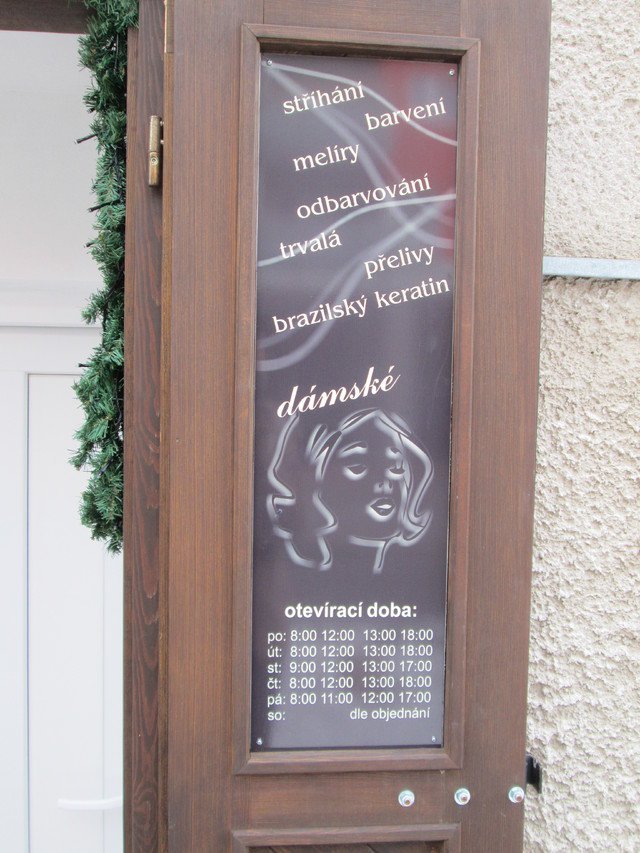 stříhání
barvení
melíry
odbarvování
trvalá
přelivy
brazilský keratin
dámské
otevírací doba:
po: 8:00 12:00 13:00 18:00
út: 8:00 12:00 13:00 18:00
st: 9:00 12:00 13:00 17:00
čt: 8:00 12:00 13:00 18:00
pá: 8:00 11:00 12:00 17:00
so: dle objednání